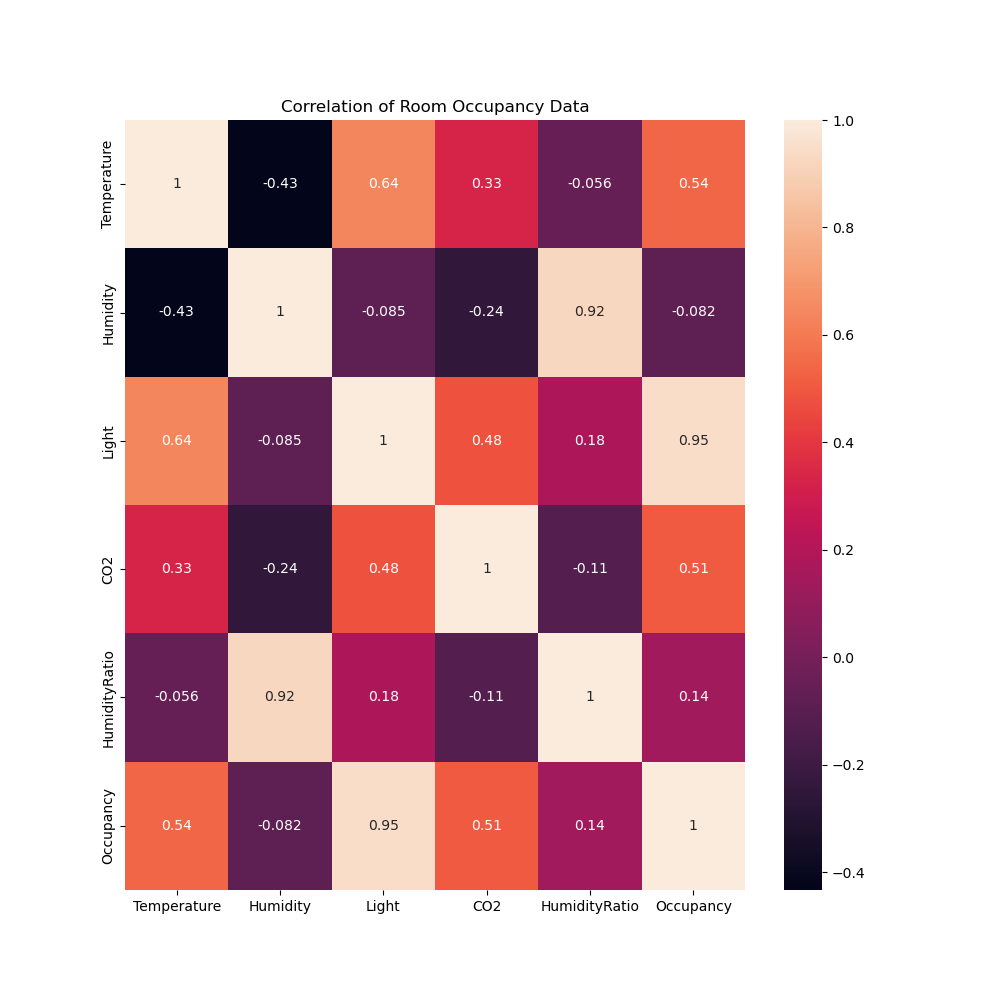 Correlation of Room Occupancy Data
Temperature 1 -0.43 0.64 0.33 -0.056 0.54
Humidity -0.43 1 -0.085 -0.24 0.92 -0.082
Light 0.64 -0.085 1 0.48 0.18 0.95
CO2 0.33 -0.24 0.48 1 -0.11 0.51
HumidityRatio -0.056 0.92 0.18 -0.11 1 0.14
Occupancy 0.54 -0.082 0.95 0.51 0.14 1
Temperature Humidity Light CO2 HumidityRatio Occupancy
1.0
0.8
0.6
0.4
0.2
0.0
−0.2
−0.4